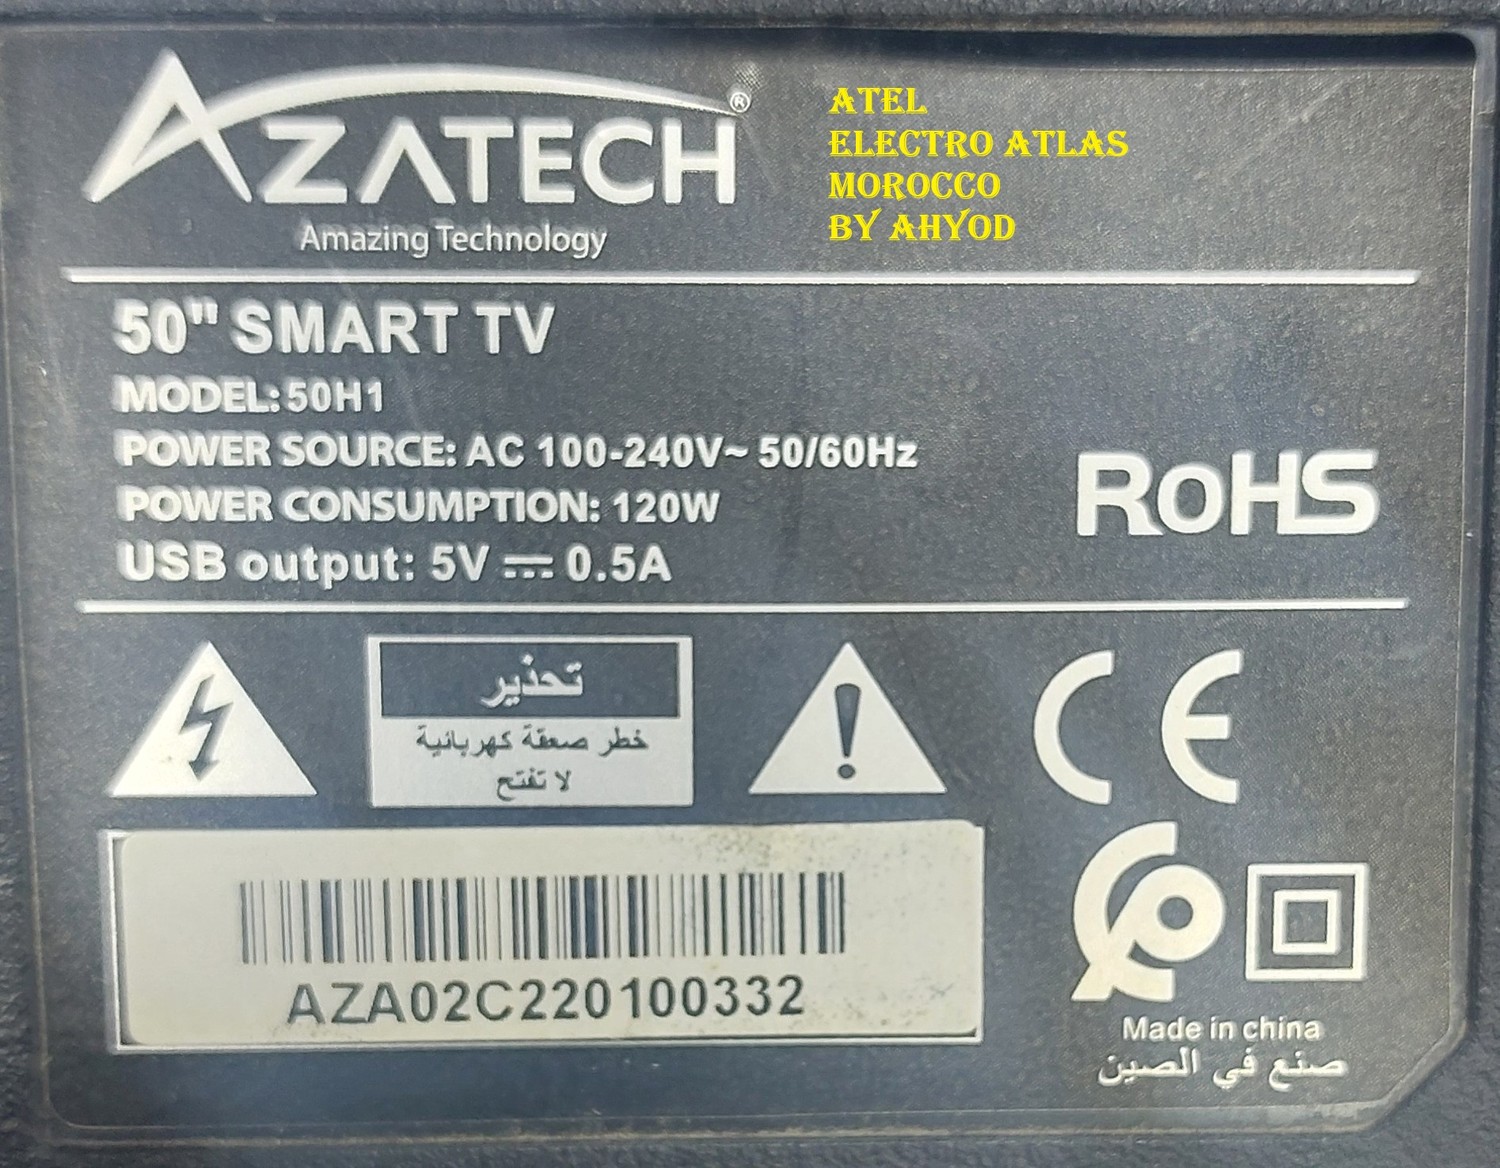 AZATECH®
Amazing Technology
ATEL
ELECTRO ATLAS
MOROCCO
BY AHYOD
50" SMART TV
MODEL: 50H1
POWER SOURCE: AC 100-240V~ 50/60Hz
POWER CONSUMPTION: 120W
USB output: 5V ⎓ 0.5A
RoHS
تحذير
خطر صعقة كهربائية
لا تفتح
CE
AZA02C220100332
Made in china
صنع في الصين